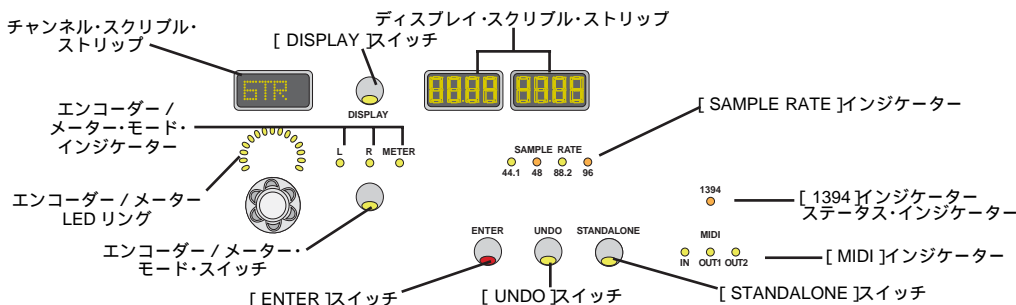 チャンネル・スクリブル・
ストリップ
[ DISPLAY ]スイッチ
ディスプレイ・スクリブル・ストリップ
GTR
8888 8888
DISPLAY
エンコーダー /
メーター・モード・
インジケーター
L R METER
[ SAMPLE RATE ]インジケーター
SAMPLE RATE
44.1 48 88.2 96
エンコーダー / メーター
LED リング
1394
[ 1394 ]インジケーター
ステータス・インジケーター
エンコーダー / メーター・
モード・スイッチ
ENTER UNDO STANDALONE
MIDI
IN OUT1 OUT2
[ MIDI ]インジケーター
[ ENTER ]スイッチ
[ UNDO ]スイッチ
[ STANDALONE ]スイッチ